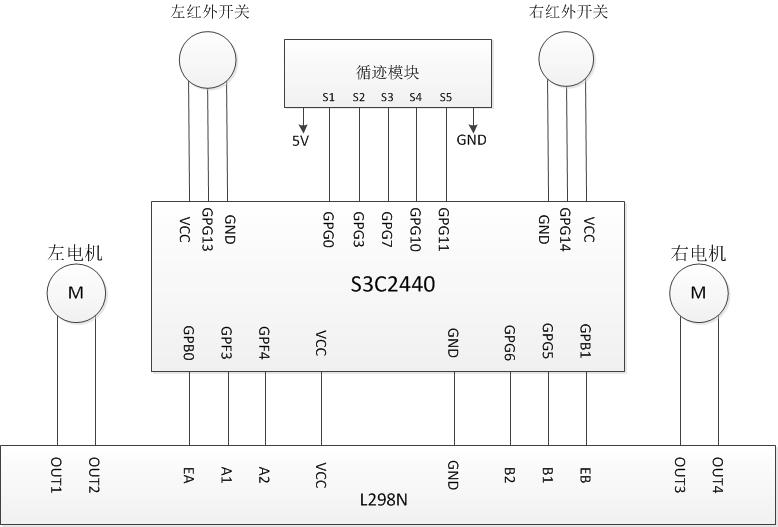 左红外开关
右红外开关
循迹模块
S1 S2 S3 S4 S5
5V
GND
VCC GPG13 GND GPG0 GPG3 GPG7 GPG10 GPG11 GND GPG14 VCC
左电机
右电机
M
S3C2440
M
GPB0 GPF3 GPF4 VCC GND GPG6 GPG5 GPB1
OUT1 OUT2 EA A1 A2 VCC GND B2 B1 EB OUT3 OUT4
L298N